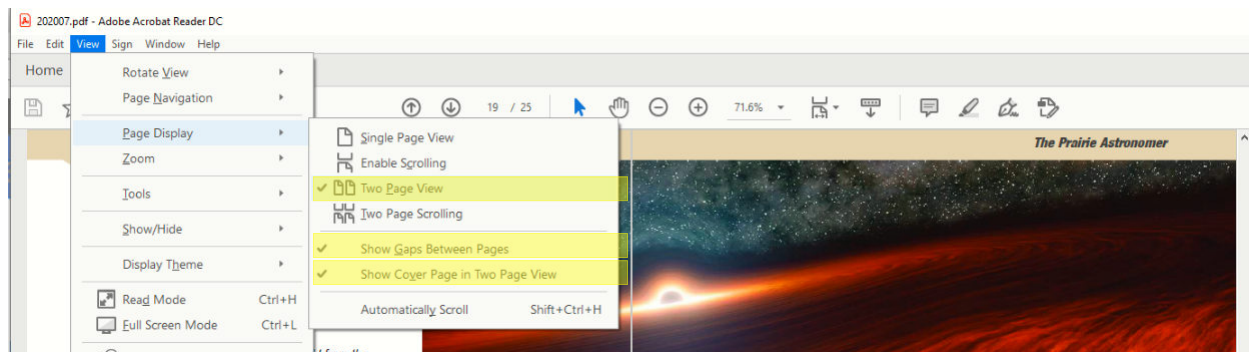 202007.pdf - Adobe Acrobat Reader DC
File Edit View Sign Window Help
Home
Rotate View
Page Navigation
19 / 25
71.6%
Page Display
Zoom
Tools
Show/Hide
Display Theme
Read Mode Ctrl+H
Full Screen Mode Ctrl+L
Single Page View
Enable Scrolling
Two Page View
Two Page Scrolling
Show Gaps Between Pages
Show Cover Page in Two Page View
Automatically Scroll Shift+Ctrl+H
The Prairie Astronomer